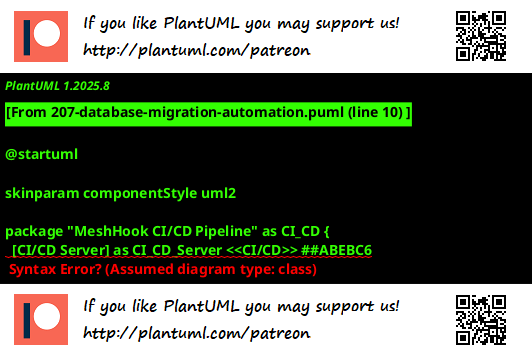 If you like PlantUML you may support us!
http://plantuml.com/patreon
PlantUML 1.2025.8
[From 207-database-migration-automation.puml (line 10) ]
@startuml
skinparam componentStyle uml2
package "MeshHook CI/CD Pipeline" as CI_CD {
[CI/CD Server] as CI_CD_Server <<CI/CD>> ##ABEBC6
Syntax Error? (Assumed diagram type: class)
If you like PlantUML you may support us!
http://plantuml.com/patreon